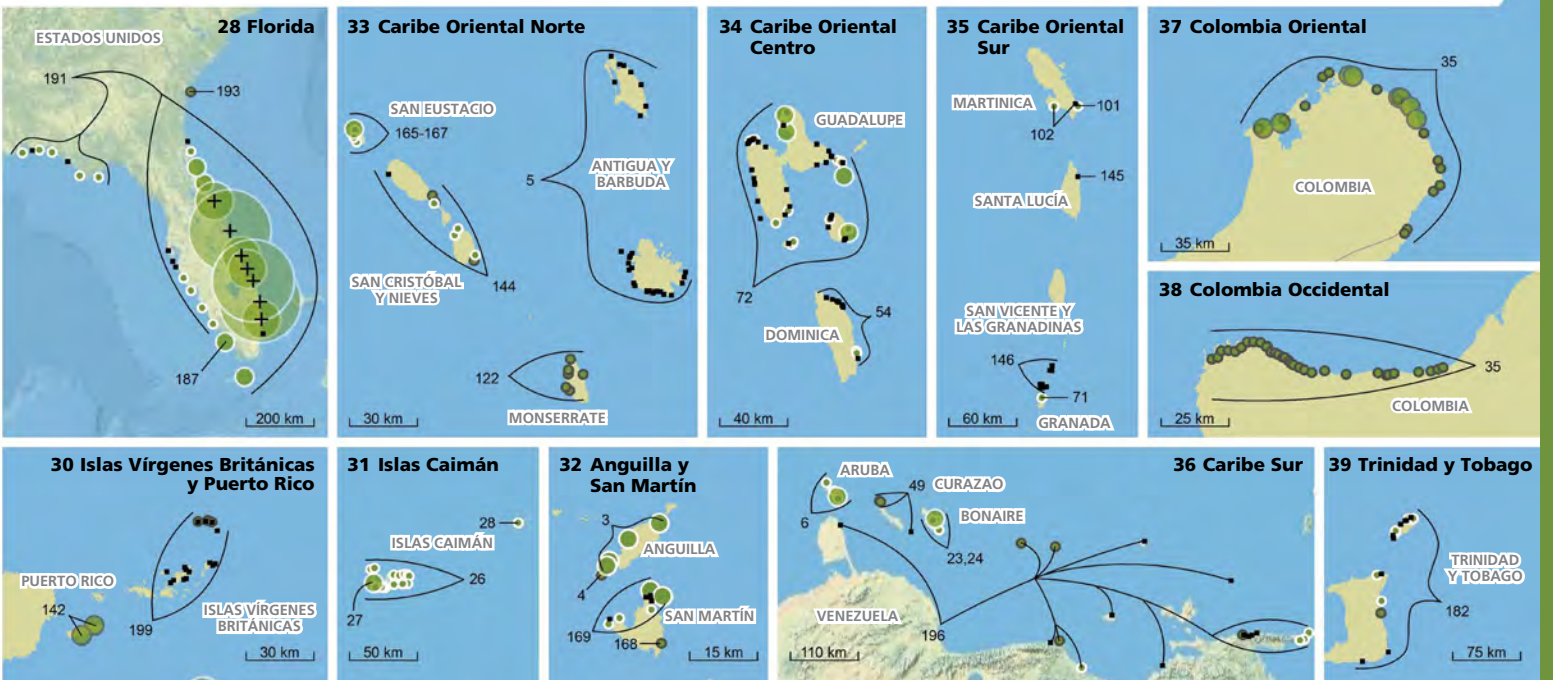 28 Florida
ESTADOS UNIDOS
191
193
187
200 km
33 Caribe Oriental Norte
SAN EUSTACIO
165-167
5
ANTIGUA Y
BARBUDA
SAN CRISTÓBAL
Y NIEVES
144
122
MONSERRATE
30 km
34 Caribe Oriental
Centro
GUADALUPE
72
54
DOMINICA
40 km
35 Caribe Oriental
Sur
MARTINICA
101
102
145
SANTA LUCÍA
SAN VICENTE Y
LAS GRANADINAS
146
71
60 km
GRANADA
37 Colombia Oriental
35
COLOMBIA
35 km
38 Colombia Occidental
35
COLOMBIA
25 km
30 Islas Vírgenes Británicas
y Puerto Rico
PUERTO RICO
142
199
ISLAS VÍRGENES
BRITÁNICAS
30 km
31 Islas Caimán
28
ISLAS CAIMÁN
26
27
50 km
32 Anguilla y
San Martín
3
ANGUILLA
4
SAN MARTÍN
169
168
15 km
36 Caribe Sur
ARUBA
49
CURAZAO
6
BONAIRE
23,24
VENEZUELA
196
110 km
39 Trinidad y Tobago
TRINIDAD
Y TOBAGO
182
75 km